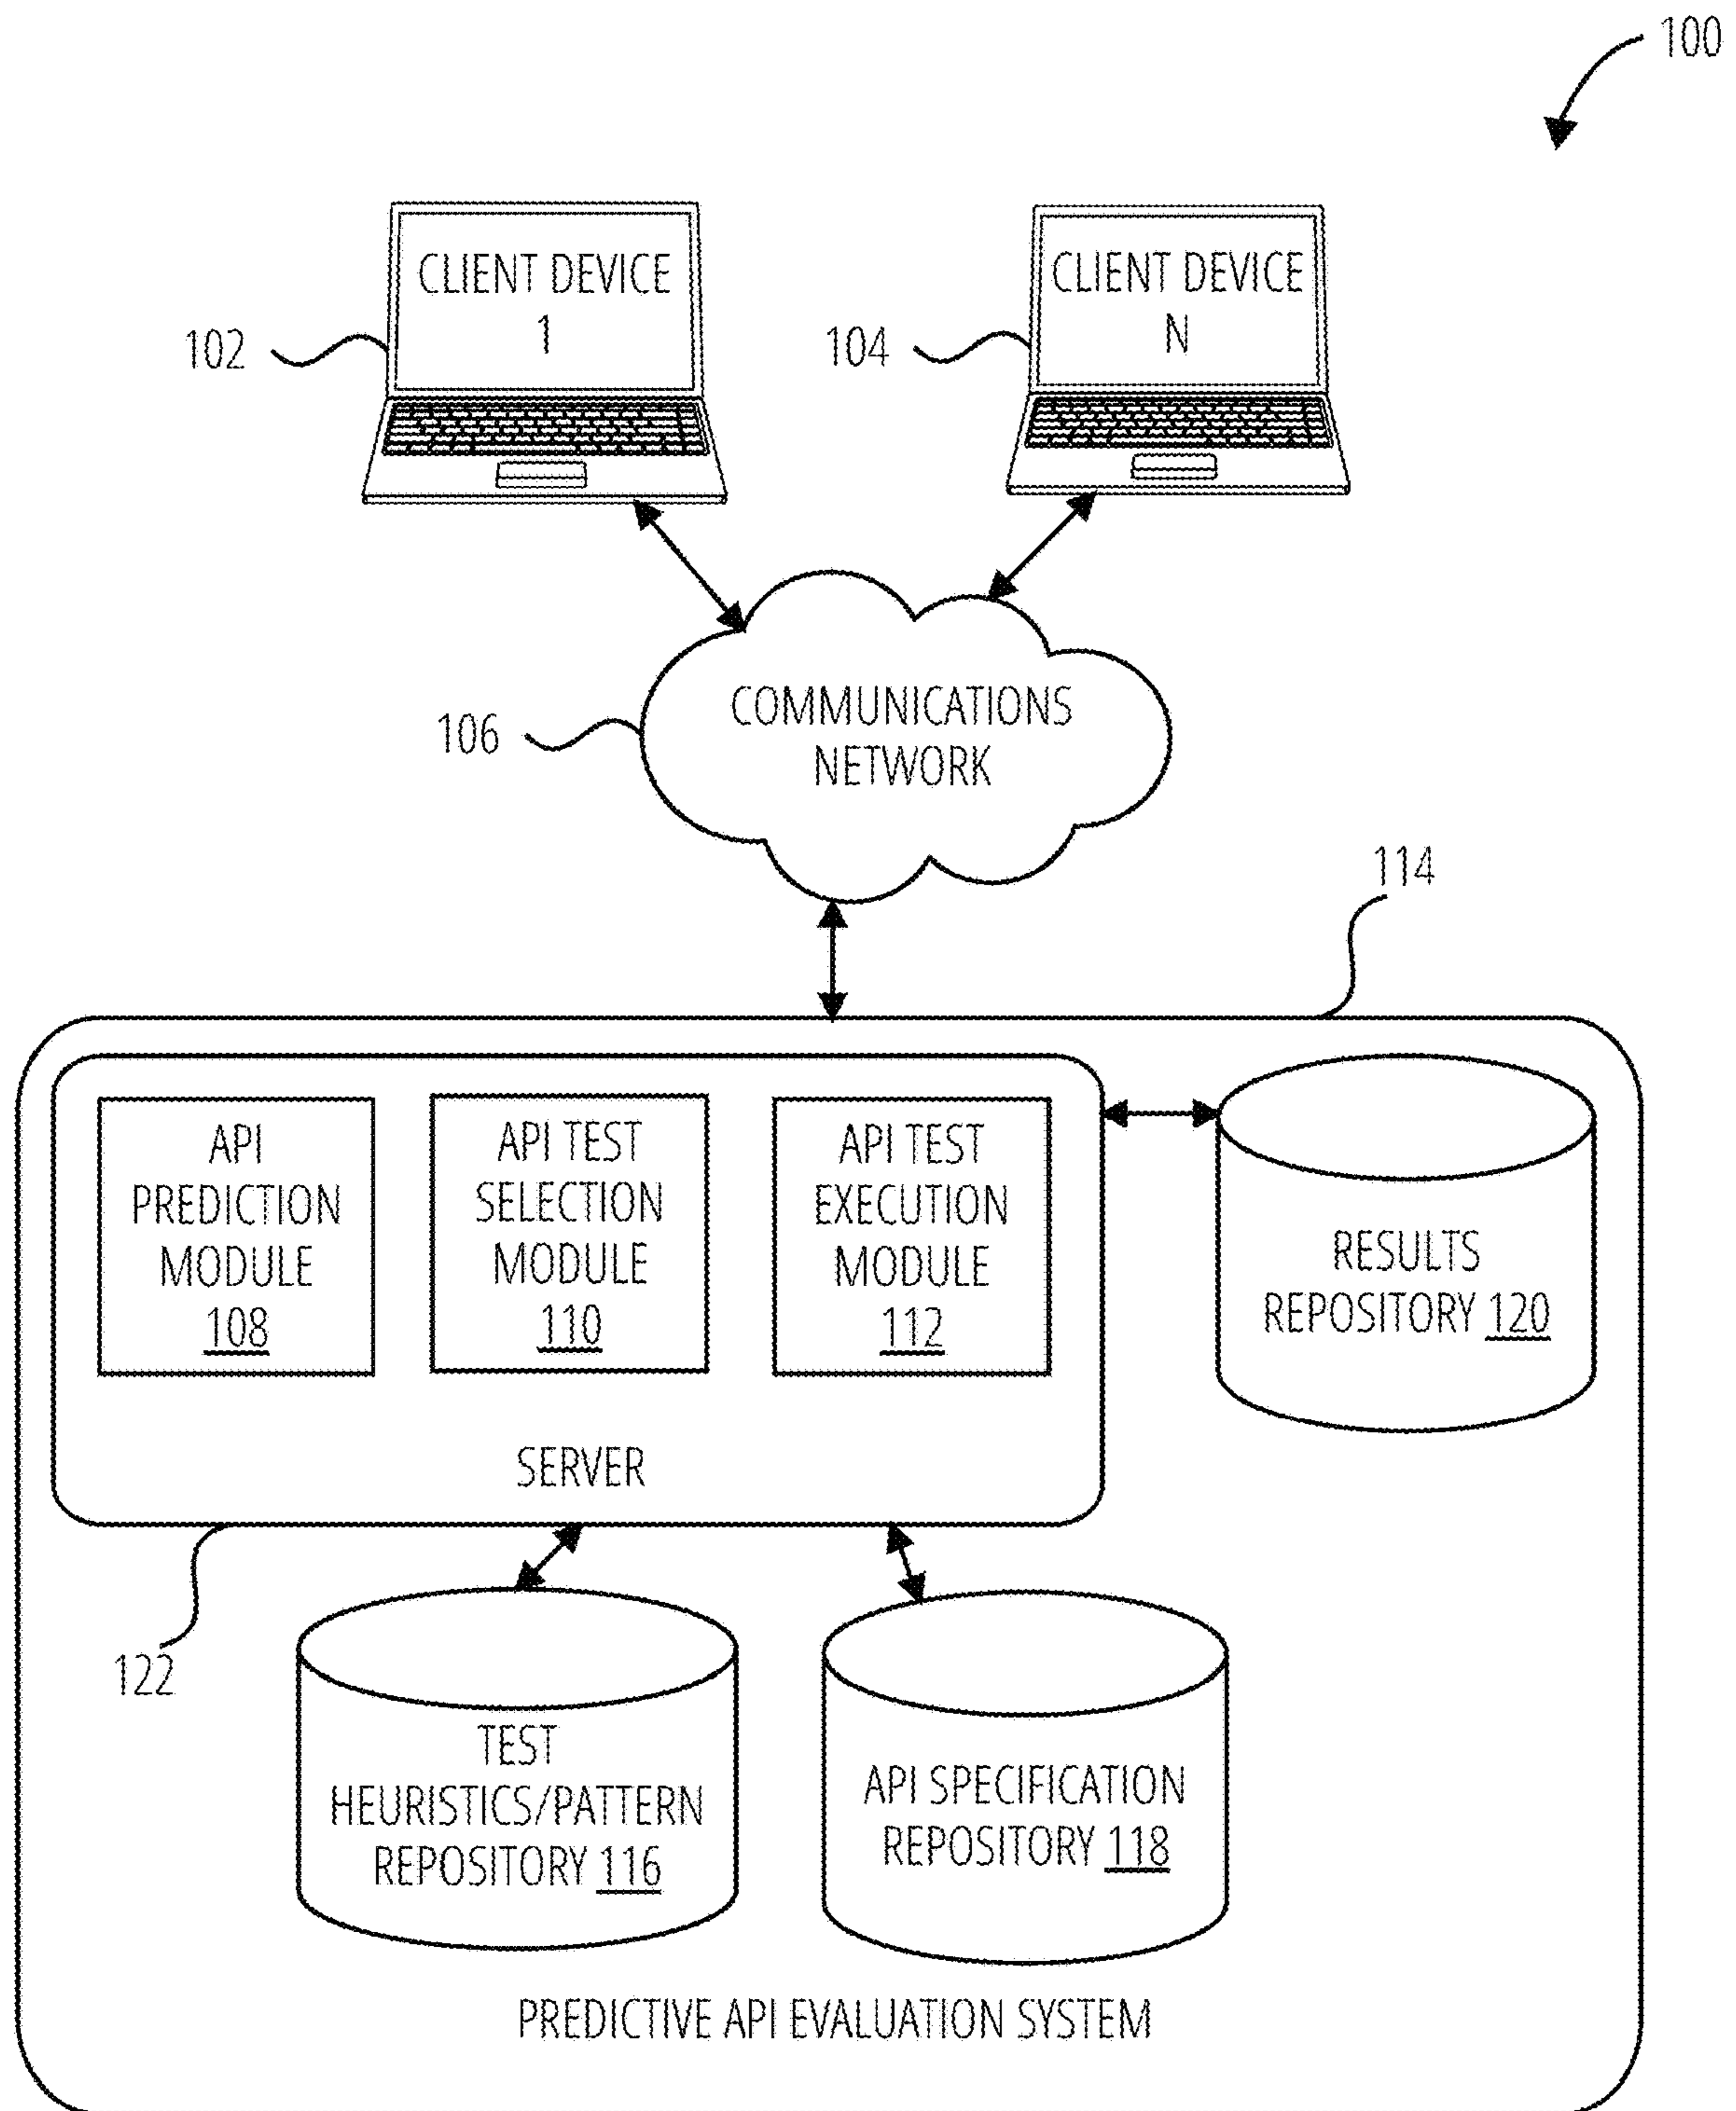 100
CLIENT DEVICE
1
102
CLIENT DEVICE
N
104
COMMUNICATIONS
NETWORK
106
114
API
PREDICTION
MODULE
108
API TEST
SELECTION
MODULE
110
API TEST
EXECUTION
MODULE
112
RESULTS
REPOSITORY 120
SERVER
122
TEST
HEURISTICS/PATTERN
REPOSITORY 116
API SPECIFICATION
REPOSITORY 118
PREDICTIVE API EVALUATION SYSTEM